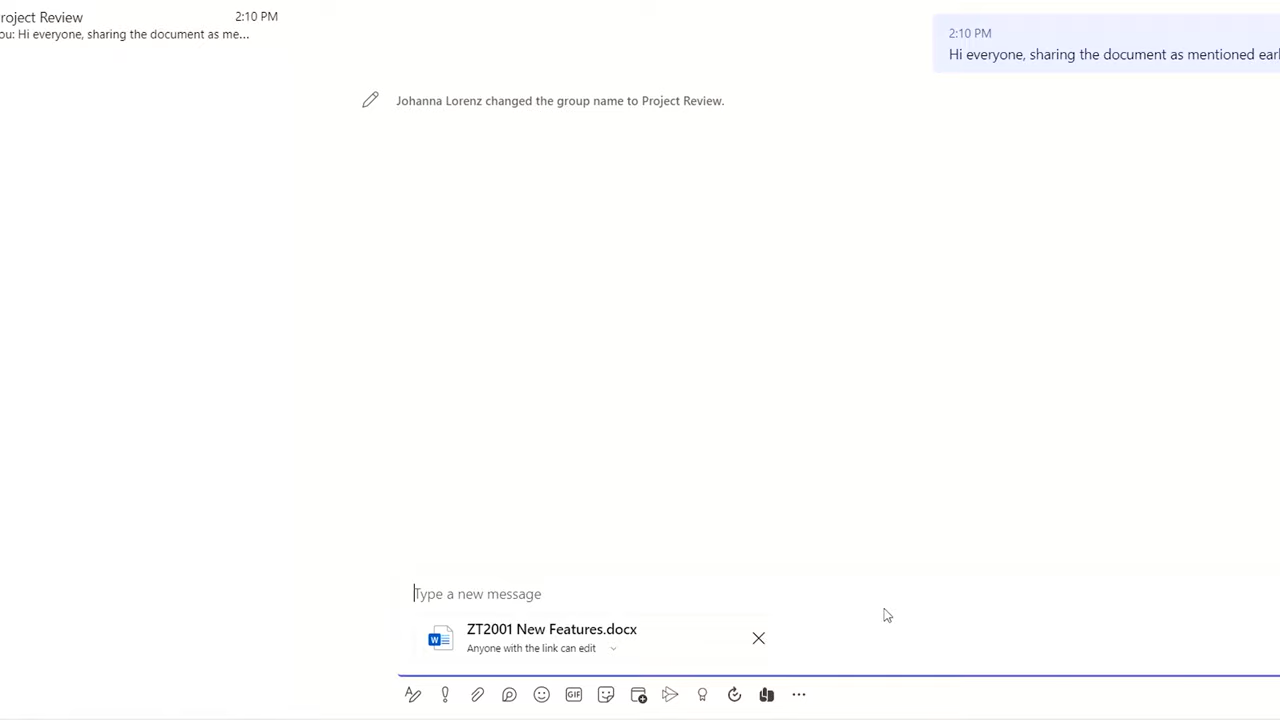 roject Review 2:10 PM
ou: Hi everyone, sharing the document as me...
2:10 PM
Hi everyone, sharing the document as mentioned earl
Johanna Lorenz changed the group name to Project Review.
Type a new message
ZT2001 New Features.docx
Anyone with the link can edit
GIF